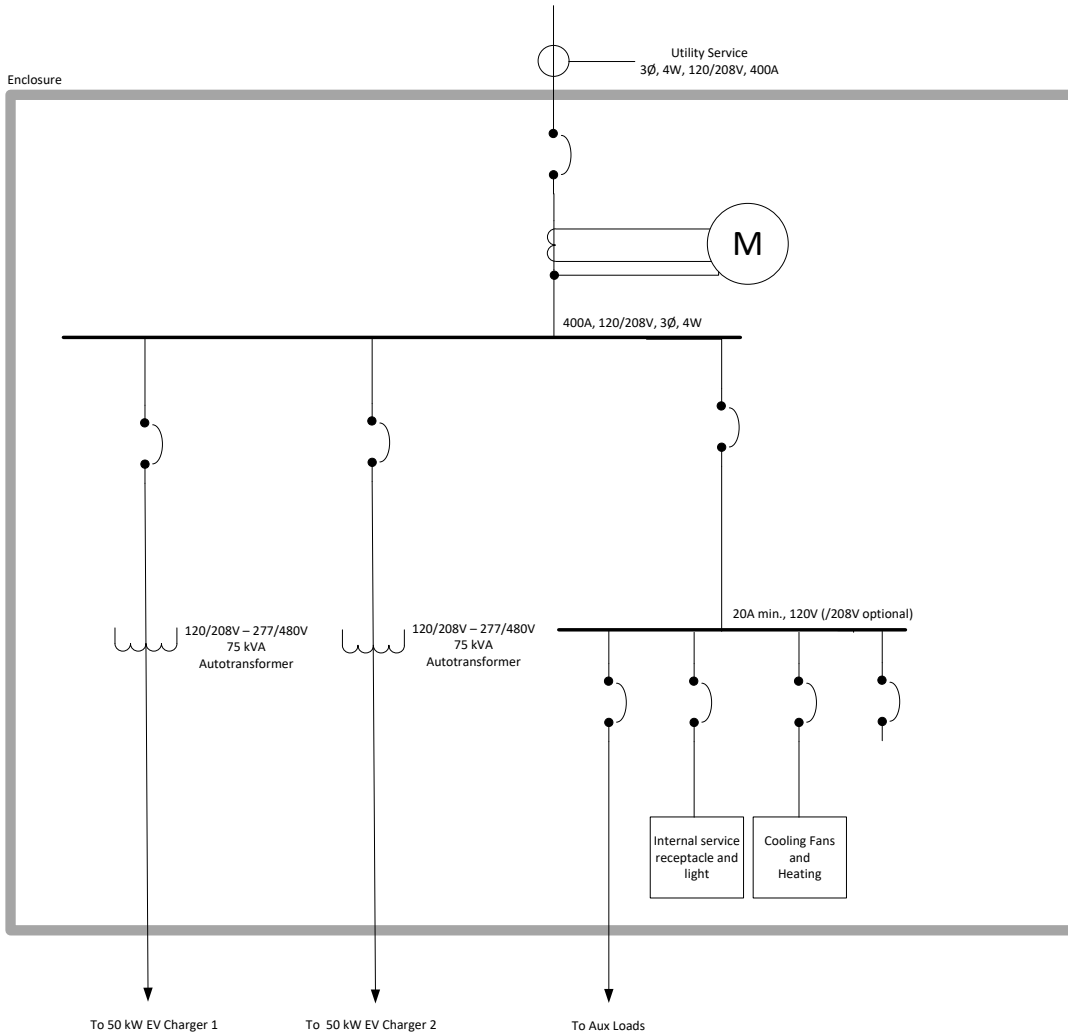 Utility Service
3Ø, 4W, 120/208V, 400A
Enclosure
M
400A, 120/208V, 3Ø, 4W
120/208V – 277/480V
75 kVA
Autotransformer
120/208V – 277/480V
75 kVA
Autotransformer
20A min., 120V (/208V optional)
Internal service
receptacle and
light
Cooling Fans
and
Heating
To 50 kW EV Charger 1
To 50 kW EV Charger 2
To Aux Loads